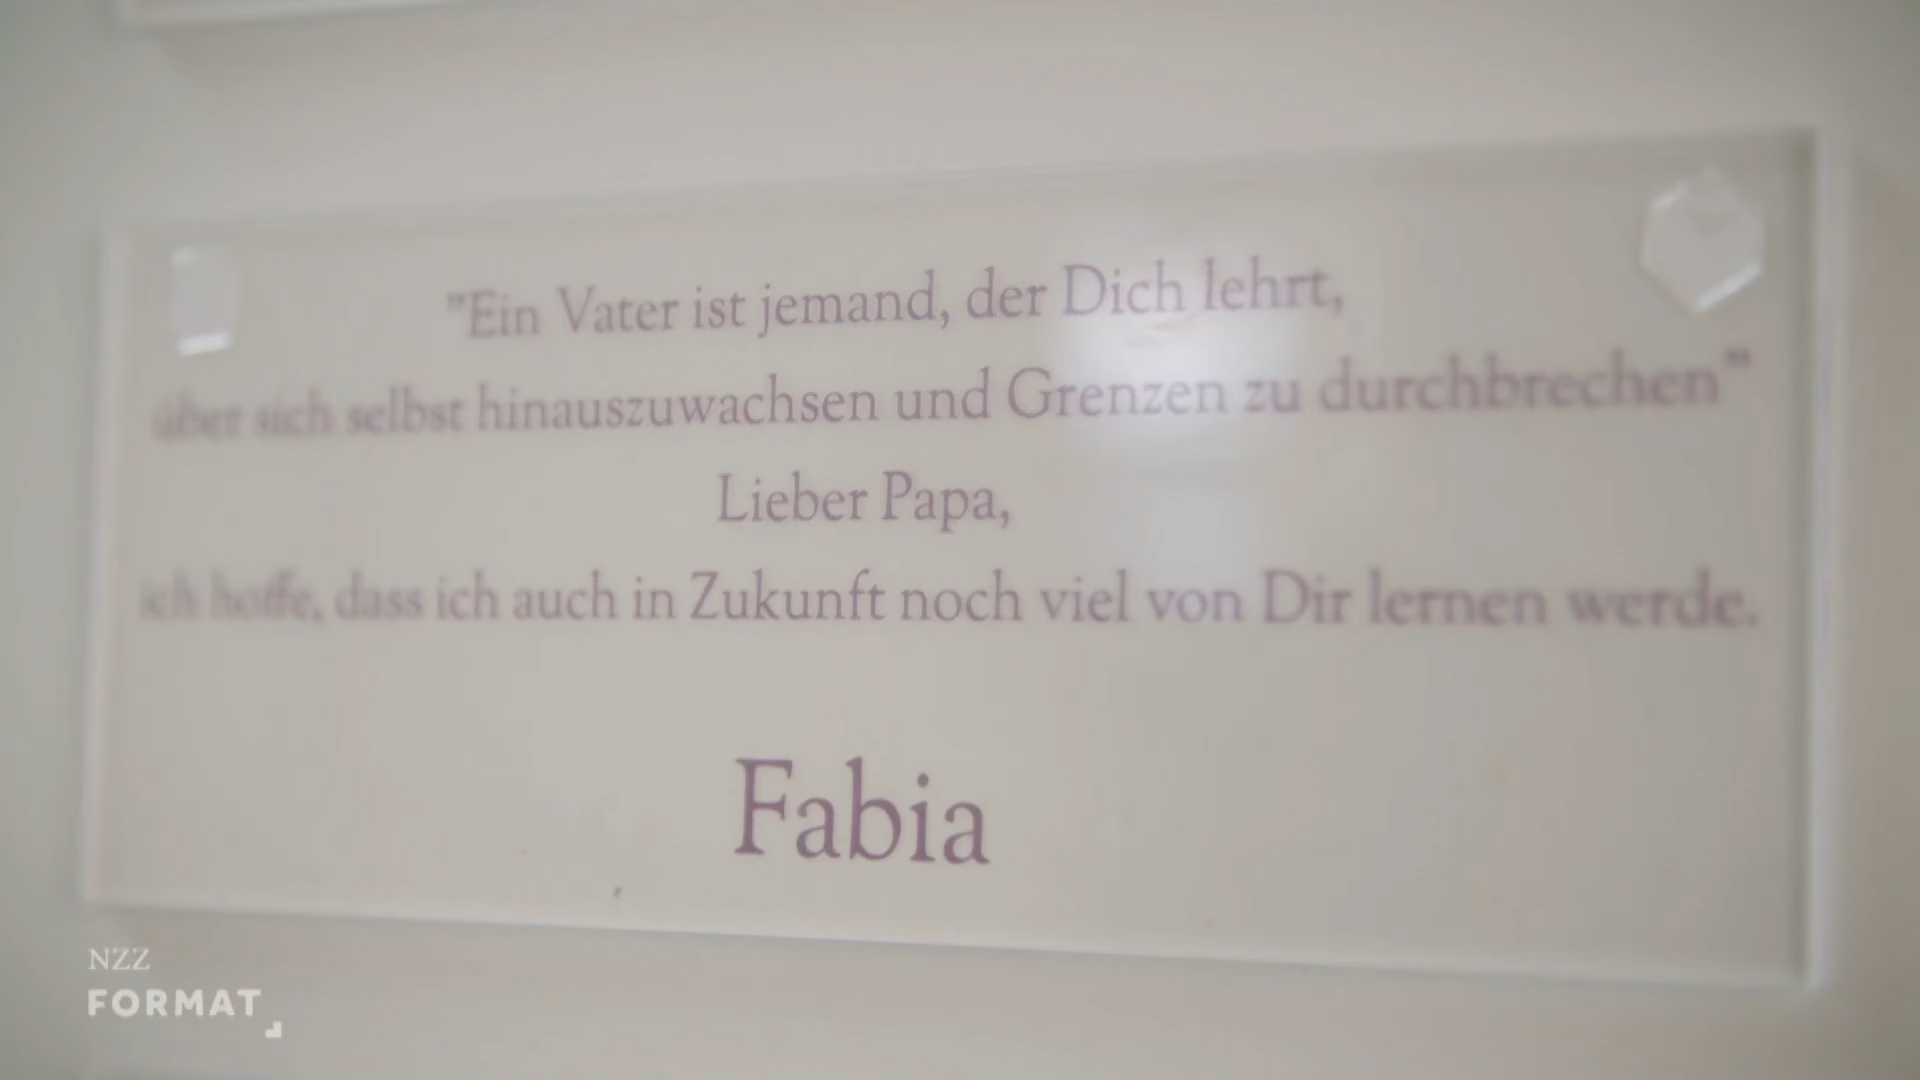 "Ein Vater ist jemand, der Dich lehrt,
über sich selbst hinauszuwachsen und Grenzen zu durchbrechen"
Lieber Papa,
ich hoffe, dass ich auch in Zukunft noch viel von Dir lernen werde.
Fabia
NZZ
FORMAT